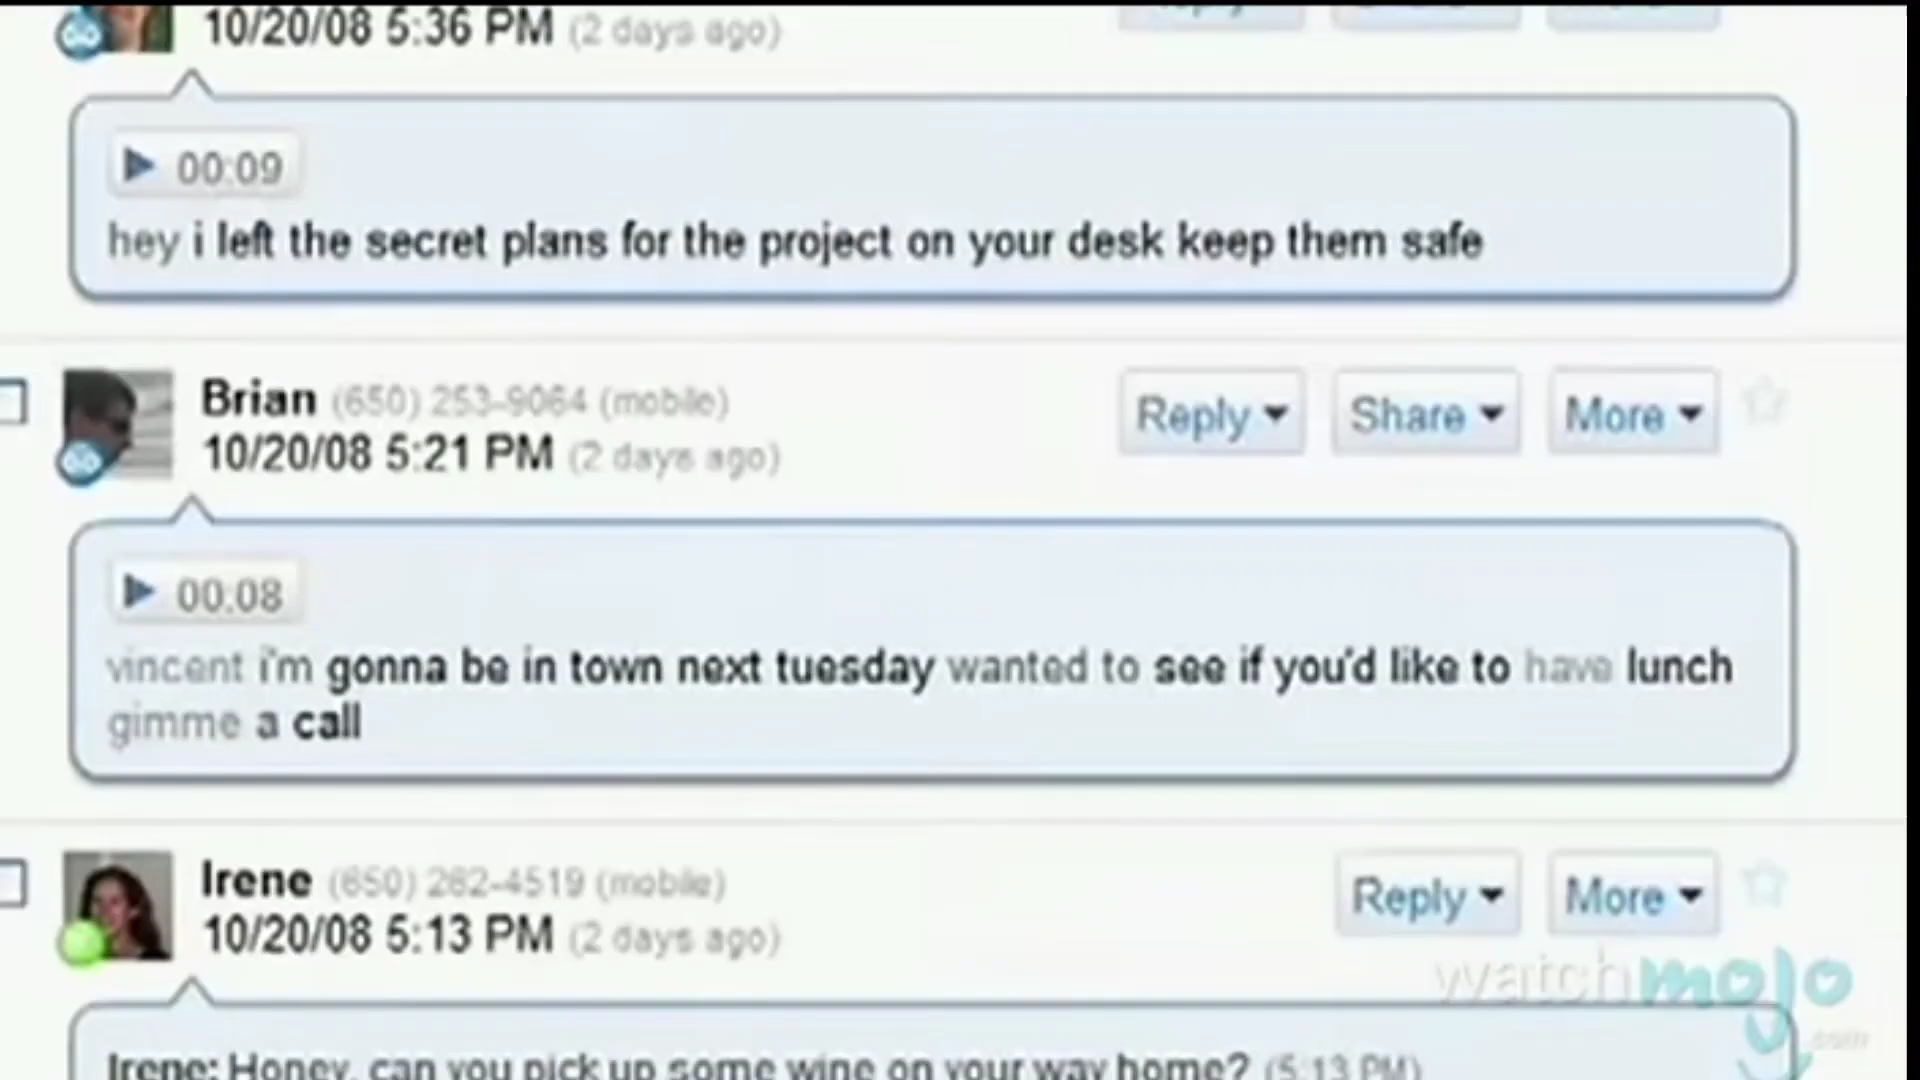 10/20/08 5:36 PM (2 days ago)
00:09
hey i left the secret plans for the project on your desk keep them safe
Brian (650) 253-9064 (mobile) Reply Share More
10/20/08 5:21 PM (2 days ago)
00:08
vincent i'm gonna be in town next tuesday wanted to see if you'd like to have lunch
gimme a call
Irene (650) 262-4519 (mobile) Reply More
10/20/08 5:13 PM (2 days ago)
watchmojo
.com
Irene: Honey, can you pick up some wine on your way home? (5:13 PM)